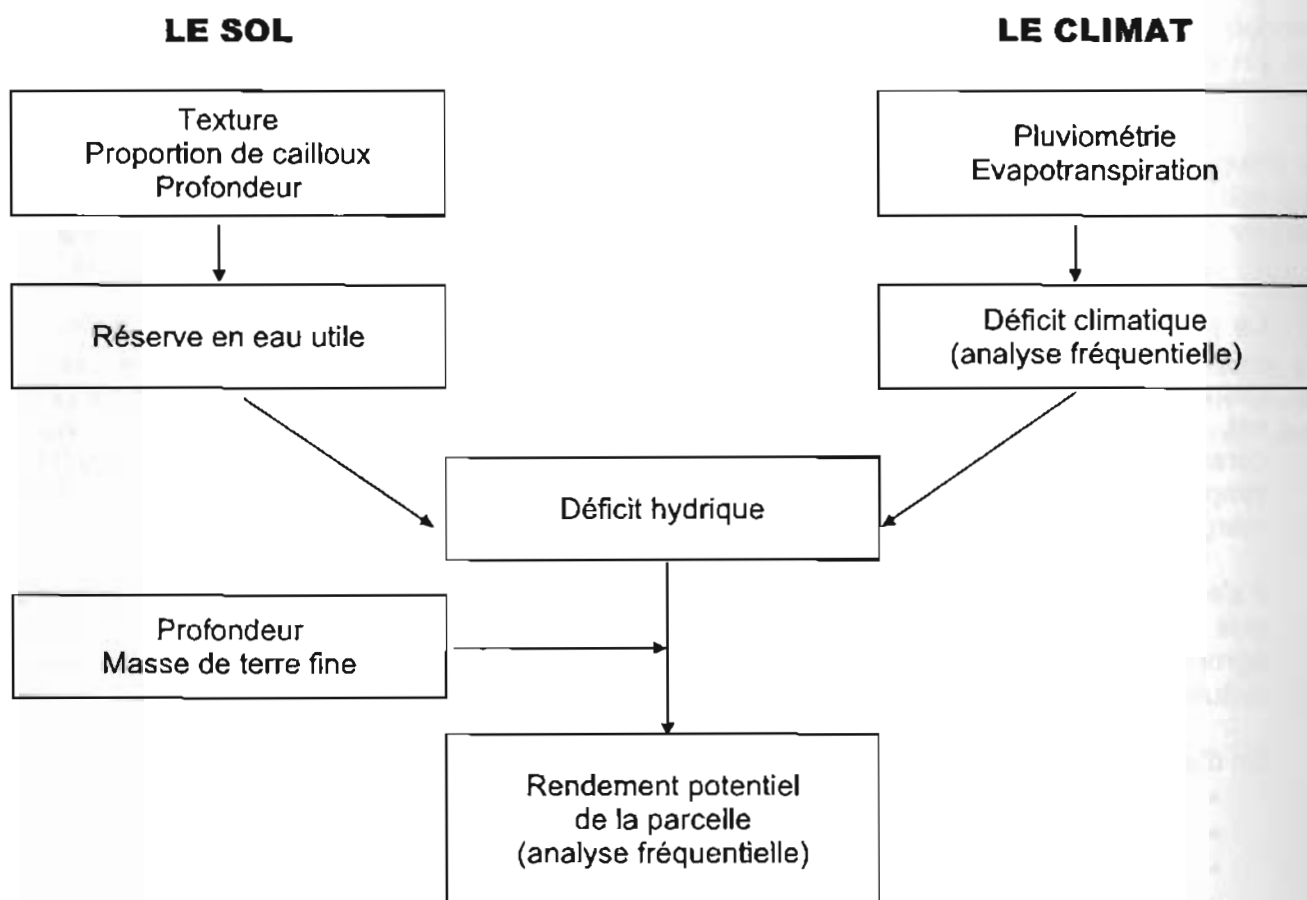 LE SOL
LE CLIMAT
Texture
Proportion de cailloux
Profondeur
Pluviométrie
Evapotranspiration
Réserve en eau utile
Déficit climatique
(analyse fréquentielle)
Déficit hydrique
Profondeur
Masse de terre fine
Rendement potentiel
de la parcelle
(analyse fréquentielle)